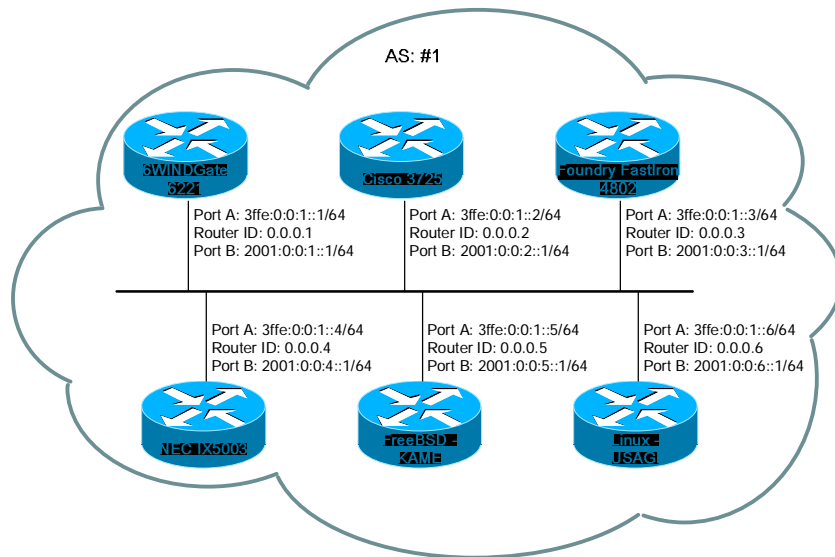 AS: #1
6WINDGate
6221
Cisco 3725
Foundry FastIron
4802
Port A: 3ffe:0:0:1::1/64
Router ID: 0.0.0.1
Port B: 2001:0:0:1::1/64
Port A: 3ffe:0:0:1::2/64
Router ID: 0.0.0.2
Port B: 2001:0:0:2::1/64
Port A: 3ffe:0:0:1::3/64
Router ID: 0.0.0.3
Port B: 2001:0:0:3::1/64
Port A: 3ffe:0:0:1::4/64
Router ID: 0.0.0.4
Port B: 2001:0:0:4::1/64
Port A: 3ffe:0:0:1::5/64
Router ID: 0.0.0.5
Port B: 2001:0:0:5::1/64
Port A: 3ffe:0:0:1::6/64
Router ID: 0.0.0.6
Port B: 2001:0:0:6::1/64
NEC IX5003
FreeBSD -
KAME
Linux -
USAGI